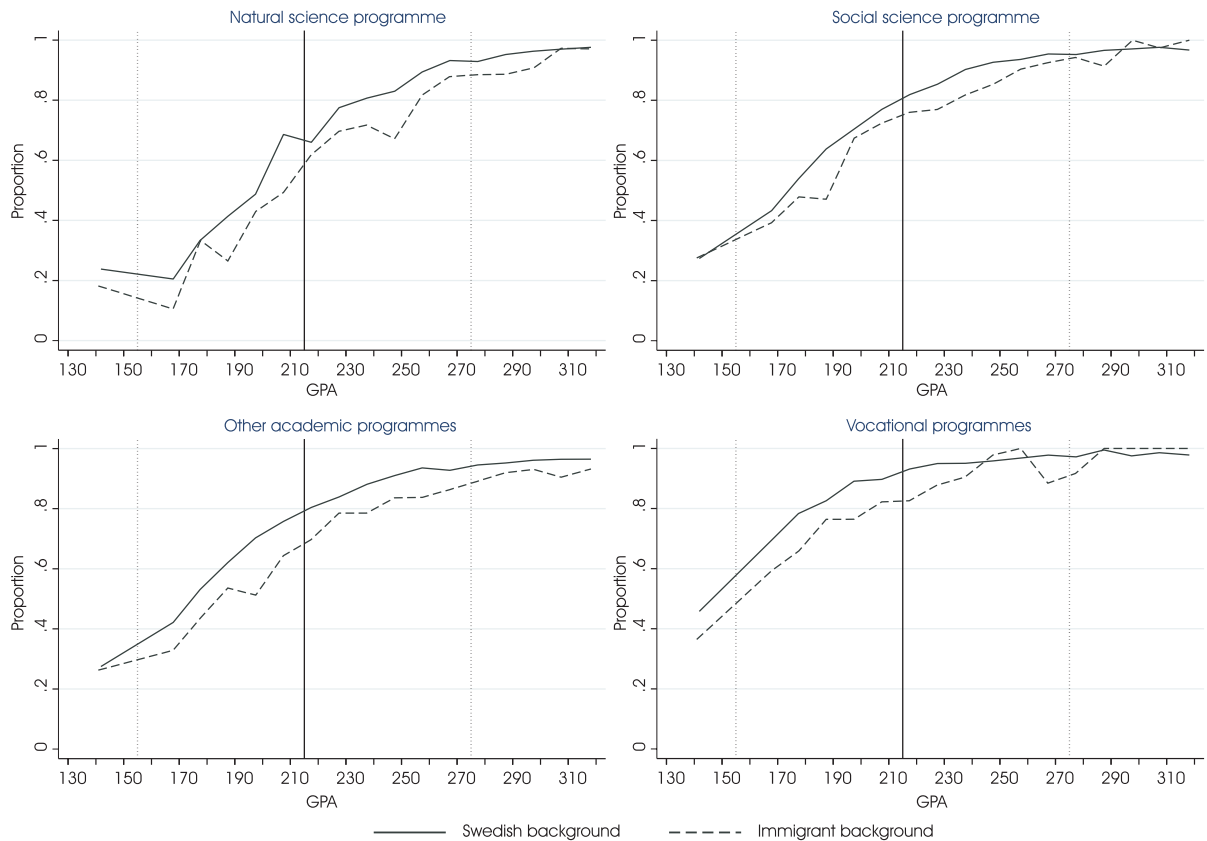 Natural science programme
Proportion
1
.8
.6
.4
.2
0
130 150 170 190 210 230 250 270 290 310
GPA
Social science programme
Proportion
1
.8
.6
.4
.2
0
130 150 170 190 210 230 250 270 290 310
GPA
Other academic programmes
Proportion
1
.8
.6
.4
.2
0
130 150 170 190 210 230 250 270 290 310
GPA
Vocational programmes
Proportion
1
.8
.6
.4
.2
0
130 150 170 190 210 230 250 270 290 310
GPA
Swedish background Immigrant background